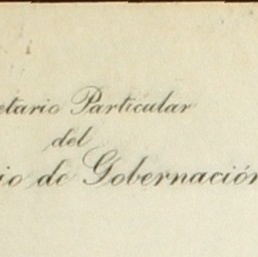 etario Particular
del
io de Gobernación